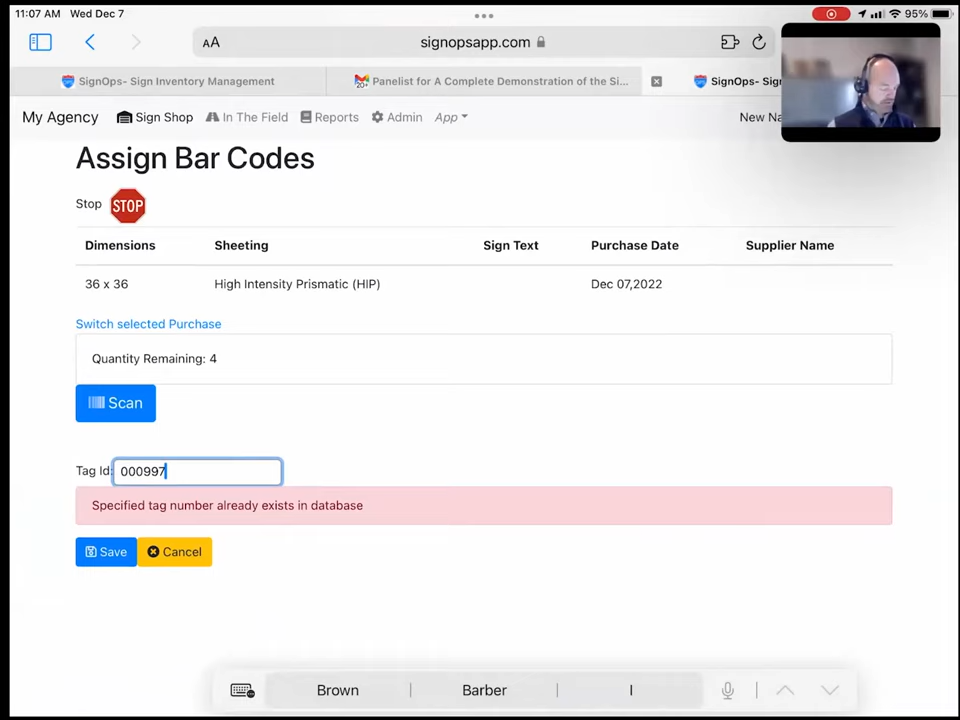 11:07 AM Wed Dec 7
95%
AA
signopsapp.com
SignOps- Sign Inventory Management
20+
Panelist for A Complete Demonstration of the Si...
SignOps- Sig
My Agency
Sign Shop
In The Field
Reports
Admin
App
New Na
Assign Bar Codes
Stop
STOP
Dimensions Sheeting Sign Text Purchase Date Supplier Name
36 x 36 High Intensity Prismatic (HIP) Dec 07,2022
Switch selected Purchase
Quantity Remaining: 4
Scan
Tag Id: 000997
Specified tag number already exists in database
Save
Cancel
Brown
Barber
I